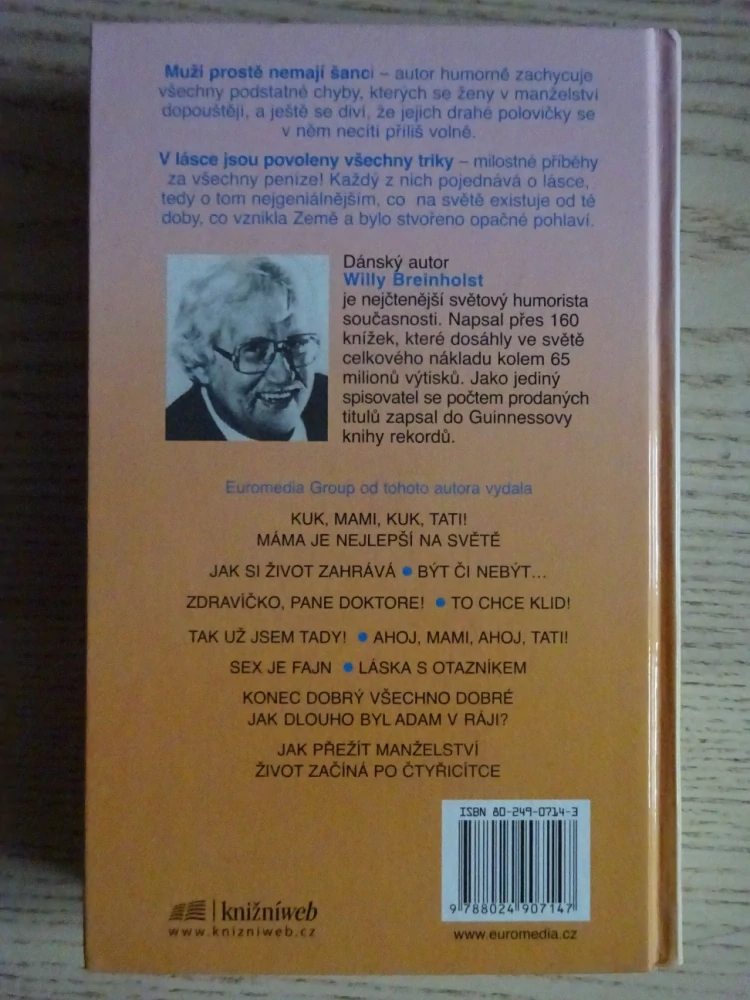 Muži prostě nemají šanci – autor humorně zachycuje
všechny podstatné chyby, kterých se ženy v manželství
dopouštějí, a ještě se diví, že jejich drahé polovičky se
v něm necítí příliš volně.
V lásce jsou povoleny všechny triky – milostné příběhy
za všechny peníze! Každý z nich pojednává o lásce,
tedy o tom nejgeniálnějším, co na světě existuje od té
doby, co vznikla Země a bylo stvořeno opačné pohlaví.
Dánský autor
Willy Breinholst
je nejčtenější světový humorista
současnosti. Napsal přes 160
knížek, které dosáhly ve světě
celkového nákladu kolem 65
milionů výtisků. Jako jediný
spisovatel se počtem prodaných
titulů zapsal do Guinnessovy
knihy rekordů.
Euromedia Group od tohoto autora vydala
KUK, MAMI, KUK, TATI!
MÁMA JE NEJLEPŠÍ NA SVĚTĚ
JAK SI ŽIVOT ZAHRÁVÁ ● BÝT ČI NEBÝT...
ZDRAVÍČKO, PANE DOKTORE! ● TO CHCE KLID!
TAK UŽ JSEM TADY! ● AHOJ, MAMI, AHOJ, TATI!
SEX JE FAJN ● LÁSKA S OTAZNÍKEM
KONEC DOBRÝ VŠECHNO DOBRÉ
JAK DLOUHO BYL ADAM V RÁJI?
JAK PŘEŽÍT MANŽELSTVÍ
ŽIVOT ZAČÍNÁ PO ČTYŘICÍTCE
ISBN 80-249-0714-3
9 788024 907147
knižníweb
www.knizniweb.cz
www.euromedia.cz